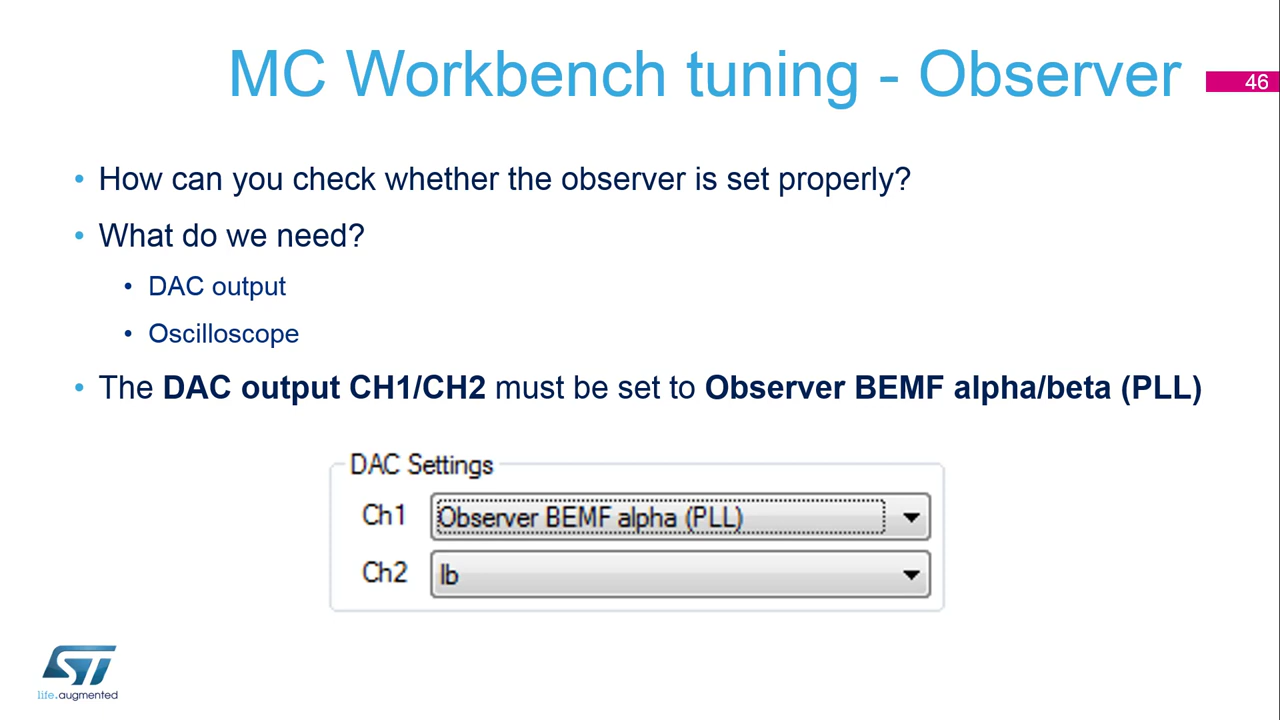 MC Workbench tuning - Observer
46
• How can you check whether the observer is set properly?
• What do we need?
• DAC output
• Oscilloscope
• The DAC output CH1/CH2 must be set to Observer BEMF alpha/beta (PLL)
DAC Settings
Ch1 Observer BEMF alpha (PLL)
Ch2 Ib
ST
life.augmented